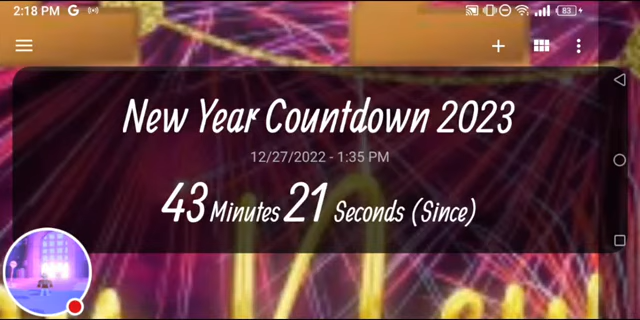 2:18 PM G 83
New Year Countdown 2023
12/27/2022 - 1:35 PM
43 Minutes 21 Seconds (Since)